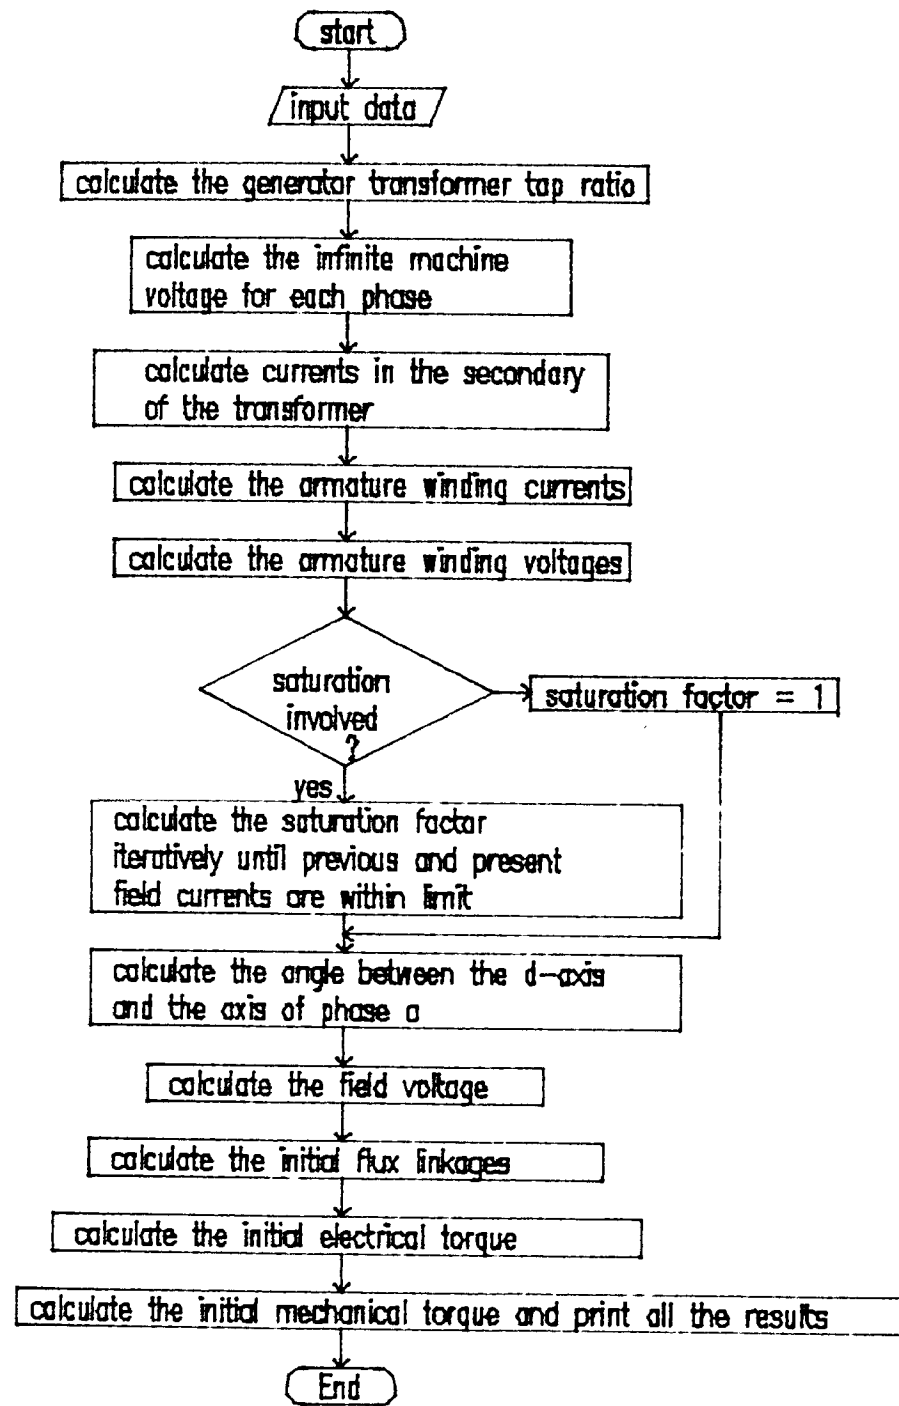 start
input data
calculate the generator transformer tap ratio
calculate the infinite machine
voltage for each phase
calculate currents in the secondary
of the transformer
calculate the armature winding currents
calculate the armature winding voltages
saturation
involved
?
saturation factor = 1
yes
calculate the saturation factor
iteratively until previous and present
field currents are within limit
calculate the angle between the d-axis
and the axis of phase a
calculate the field voltage
calculate the initial flux linkages
calculate the initial electrical torque
calculate the initial mechanical torque and print all the results
End